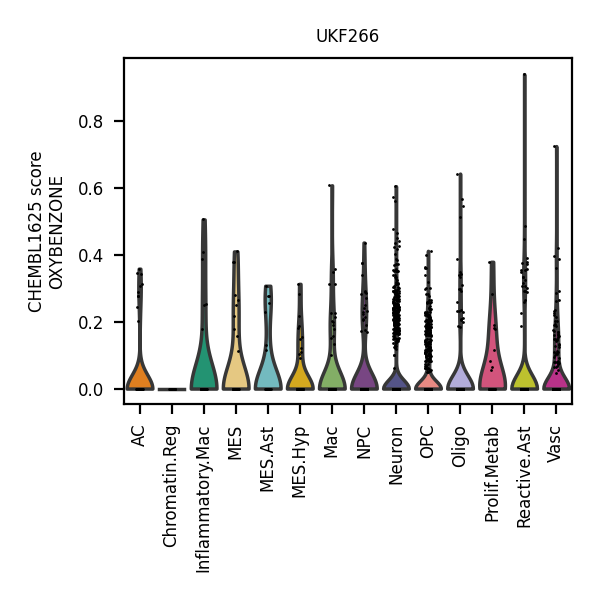 UKF266
CHEMBL1625 score
OXYBENZONE
0.8
0.6
0.4
0.2
0.0
AC
Chromatin.Reg
Inflammatory.Mac
MES
MES.Ast
MES.Hyp
Mac
NPC
Neuron
OPC
Oligo
Prolif.Metab
Reactive.Ast
Vasc